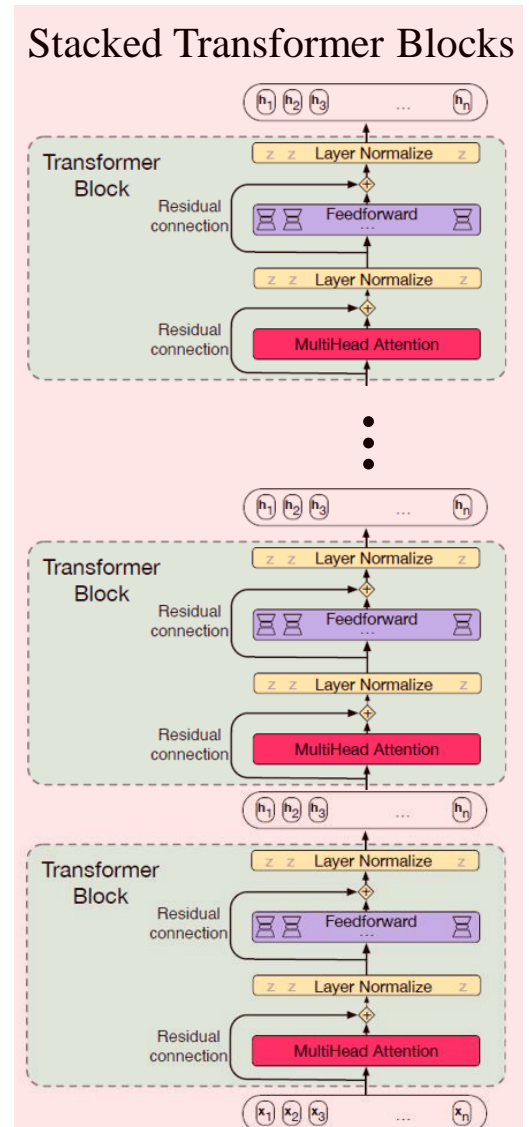 Stacked Transformer Blocks
h1 h2 h3 ... hn
Transformer
Block
z z Layer Normalize z
Residual
connection
+
Feedforward
...
z z Layer Normalize z
+
Residual
connection
MultiHead Attention
h1 h2 h3 ... hn
Transformer
Block
z z Layer Normalize z
Residual
connection
+
Feedforward
...
z z Layer Normalize z
+
Residual
connection
MultiHead Attention
h1 h2 h3 ... hn
Transformer
Block
z z Layer Normalize z
Residual
connection
+
Feedforward
...
z z Layer Normalize z
+
Residual
connection
MultiHead Attention
x1 x2 x3 ... xn